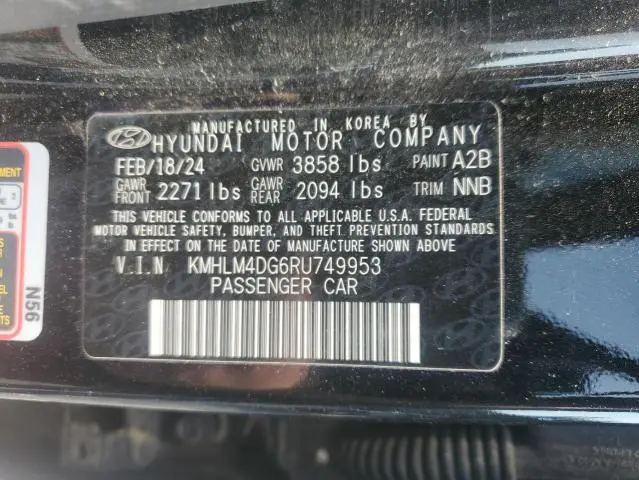 MANUFACTURED IN KOREA BY
HYUNDAI MOTOR COMPANY
FEB/18/24 GVWR 3858 lbs PAINT A2B
GAWR FRONT 2271 lbs GAWR REAR 2094 lbs TRIM NNB
THIS VEHICLE CONFORMS TO ALL APPLICABLE U.S.A. FEDERAL
MOTOR VEHICLE SAFETY, BUMPER, AND THEFT PREVENTION STANDARDS
IN EFFECT ON THE DATE OF MANUFACTURE SHOWN ABOVE
V.I.N KMHLM4DG6RU749953
PASSENGER CAR
N56